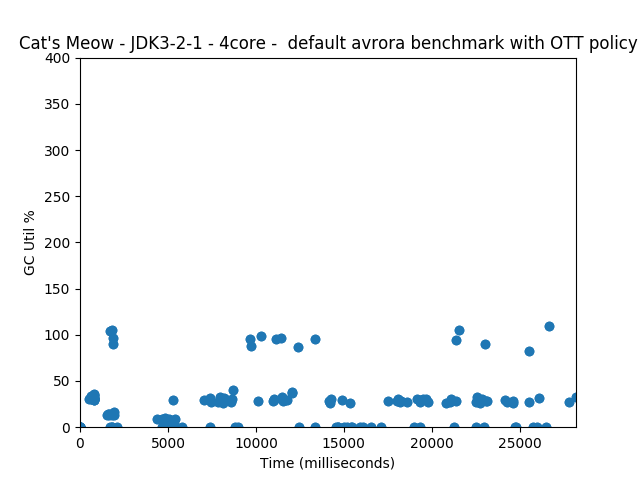 Cat's Meow - JDK3-2-1 - 4core -  default avrora benchmark with OTT policy
400
350
300
250
200
150
100
50
0
GC Util %
0 5000 10000 15000 20000 25000
Time (milliseconds)